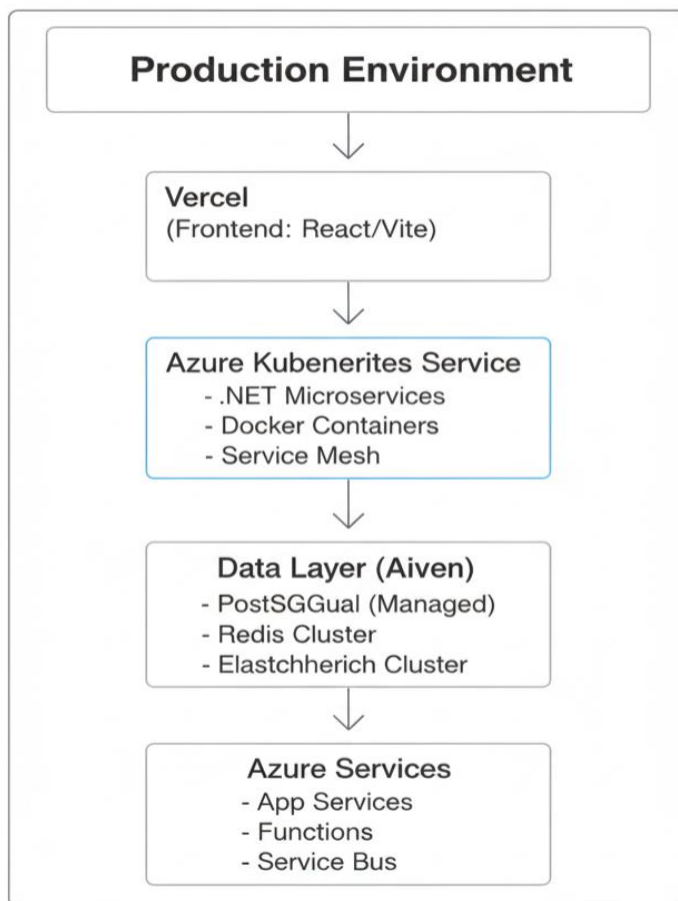 Production Environment
Vercel
(Frontend: React/Vite)
Azure Kubenerites Service
- .NET Microservices
- Docker Containers
- Service Mesh
Data Layer (Aiven)
- PostSGGual (Managed)
- Redis Cluster
- Elastchherich Cluster
Azure Services
- App Services
- Functions
- Service Bus